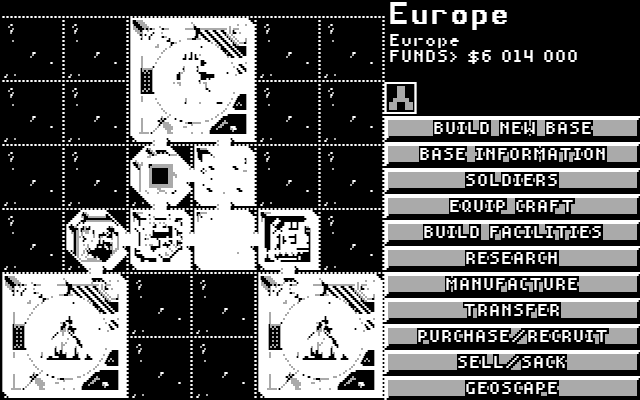 Europe
Europe
FUNDS> $6 014 000
BUILD NEW BASE
BASE INFORMATION
SOLDIERS
EQUIP CRAFT
BUILD FACILITIES
RESEARCH
MANUFACTURE
TRANSFER
PURCHASE/RECRUIT
SELL/SACK
GEOSCAPE